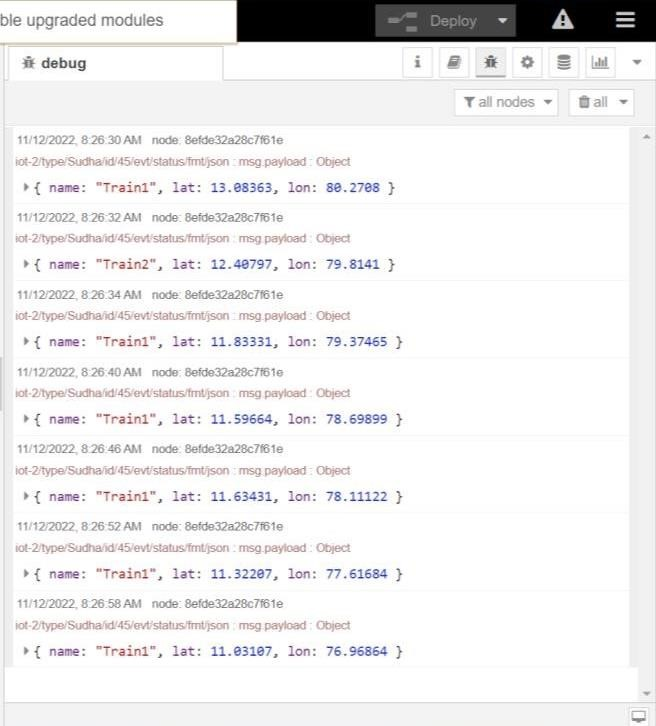 ble upgraded modules
Deploy
debug
i
all nodes
all
11/12/2022, 8:26:30 AM node: 8efde32a28c7f61e
iot-2/type/Sudha/id/45/evt/status/fmt/json : msg.payload : Object
{ name: "Train1", lat: 13.08363, lon: 80.2708 }
11/12/2022, 8:26:32 AM node: 8efde32a28c7f61e
iot-2/type/Sudha/id/45/evt/status/fmt/json : msg.payload : Object
{ name: "Train2", lat: 12.40797, lon: 79.8141 }
11/12/2022, 8:26:34 AM node: 8efde32a28c7f61e
iot-2/type/Sudha/id/45/evt/status/fmt/json : msg.payload : Object
{ name: "Train1", lat: 11.83331, lon: 79.37465 }
11/12/2022, 8:26:40 AM node: 8efde32a28c7f61e
iot-2/type/Sudha/id/45/evt/status/fmt/json : msg.payload : Object
{ name: "Train1", lat: 11.59664, lon: 78.69899 }
11/12/2022, 8:26:46 AM node: 8efde32a28c7f61e
iot-2/type/Sudha/id/45/evt/status/fmt/json : msg.payload : Object
{ name: "Train1", lat: 11.63431, lon: 78.11122 }
11/12/2022, 8:26:52 AM node: 8efde32a28c7f61e
iot-2/type/Sudha/id/45/evt/status/fmt/json : msg.payload : Object
{ name: "Train1", lat: 11.32207, lon: 77.61684 }
11/12/2022, 8:26:58 AM node: 8efde32a28c7f61e
iot-2/type/Sudha/id/45/evt/status/fmt/json : msg.payload : Object
{ name: "Train1", lat: 11.03107, lon: 76.96864 }